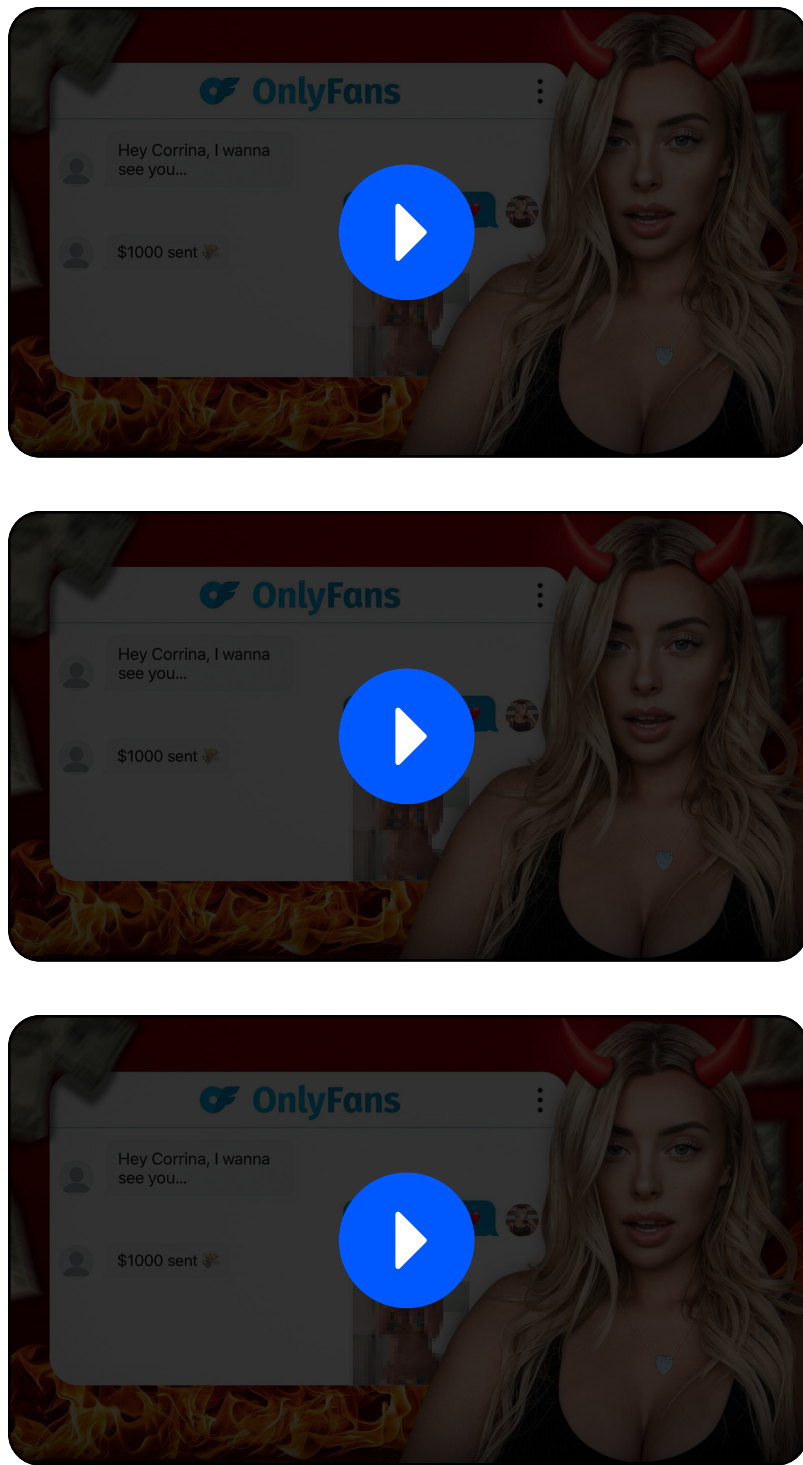 OnlyFans
Hey Corrina, I wanna
see you...
$1000 sent 💸
OnlyFans
Hey Corrina, I wanna
see you...
$1000 sent 💸
OnlyFans
Hey Corrina, I wanna
see you...
$1000 sent 💸